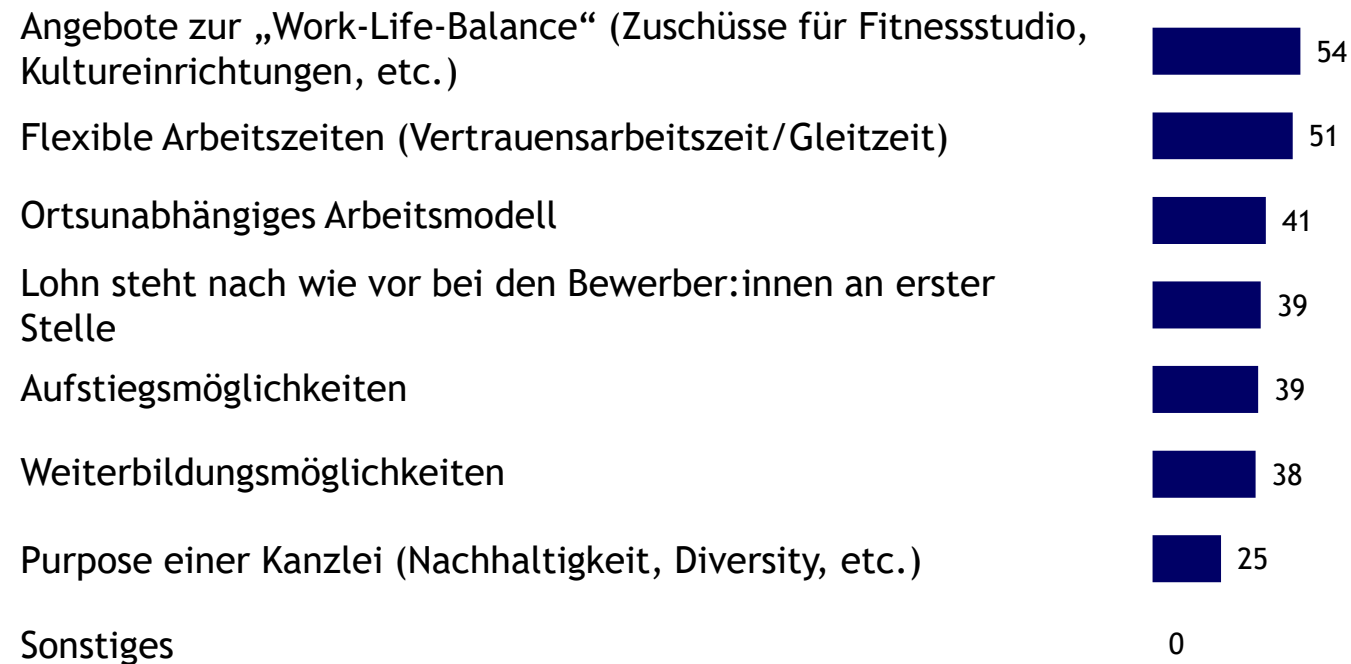 Angebote zur „Work-Life-Balance“ (Zuschüsse für Fitnessstudio,
Kultureinrichtungen, etc.)
54
Flexible Arbeitszeiten (Vertrauensarbeitszeit/Gleitzeit)
51
Ortsunabhängiges Arbeitsmodell
41
Lohn steht nach wie vor bei den Bewerber:innen an erster
Stelle
39
Aufstiegsmöglichkeiten
39
Weiterbildungsmöglichkeiten
38
Purpose einer Kanzlei (Nachhaltigkeit, Diversity, etc.)
25
Sonstiges
0